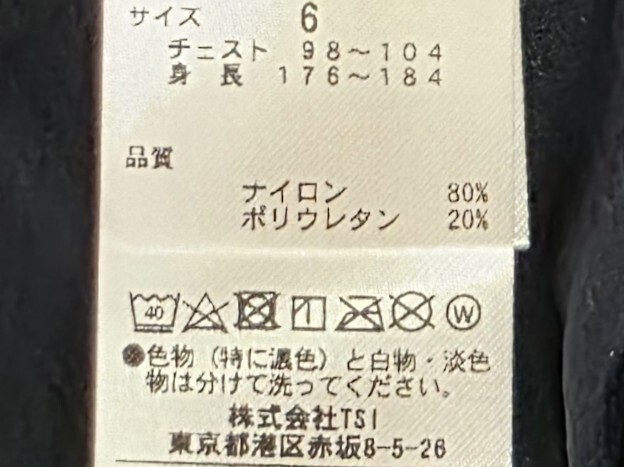 サイズ 6
チェスト 98～104
身長 176～184
品質
ナイロン 80%
ポリウレタン 20%
40 W
色物（特に濃色）と白物・淡色
物は分けて洗ってください。
株式会社TSI
東京都港区赤坂8-5-26